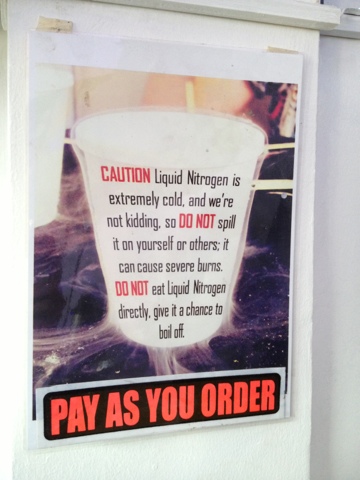 CAUTION Liquid Nitrogen is
extremely cold, and we're
not kidding, so DO NOT spill
it on yourself or others; it
can cause severe burns.
DO NOT eat Liquid Nitrogen
directly, give it a chance to
boil off.
PAY AS YOU ORDER